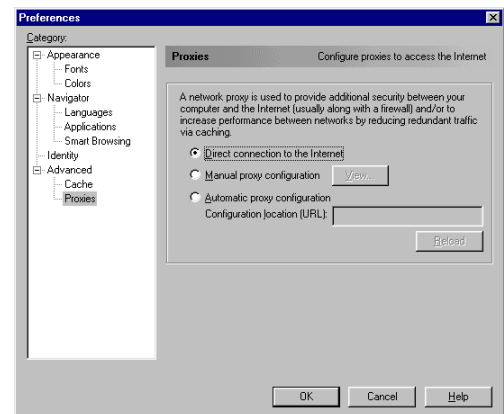 Preferences
Category:
Appearance
Fonts
Colors
Navigator
Languages
Applications
Smart Browsing
Identity
Advanced
Cache
Proxies
Proxies Configure proxies to access the Internet
A network proxy is used to provide additional security between your
computer and the Internet (usually along with a firewall) and/or to
increase performance between networks by reducing redundant traffic
via caching.
Direct connection to the Internet
Manual proxy configuration View...
Automatic proxy configuration
Configuration location (URL):
Reload
OK Cancel Help